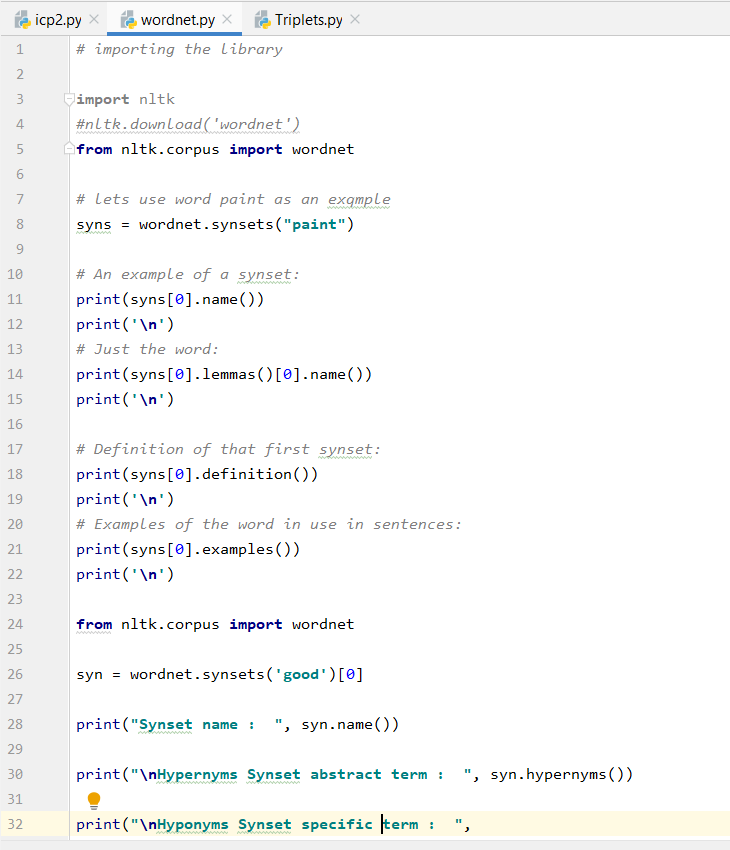 icp2.py wordnet.py Triplets.py
1 # importing the library
2
3 import nltk
4 #nltk.download('wordnet')
5 from nltk.corpus import wordnet
6
7 # lets use word paint as an exqmple
8 syns = wordnet.synsets("paint")
9
10 # An example of a synset:
11 print(syns[0].name())
12 print('\n')
13 # Just the word:
14 print(syns[0].lemmas()[0].name())
15 print('\n')
16
17 # Definition of that first synset:
18 print(syns[0].definition())
19 print('\n')
20 # Examples of the word in use in sentences:
21 print(syns[0].examples())
22 print('\n')
23
24 from nltk.corpus import wordnet
25
26 syn = wordnet.synsets('good')[0]
27
28 print("Synset name :  ", syn.name())
29
30 print("\nHypernyms Synset abstract term :  ", syn.hypernyms())
31
32 print("\nHyponyms Synset specific term :  ",